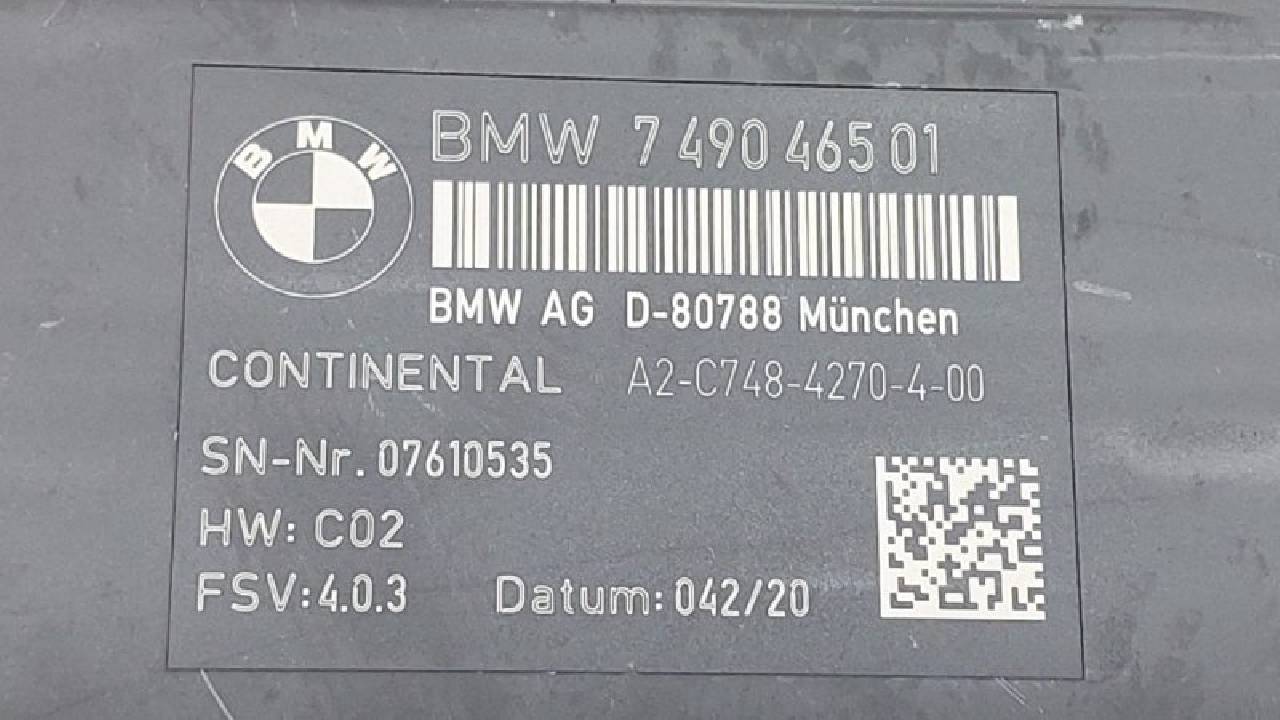 BMW
BMW 7 490 465 01
BMW AG D-80788 München
CONTINENTAL A2-C748-4270-4-00
SN-Nr. 07610535
HW: C02
FSV:4.0.3 Datum: 042/20